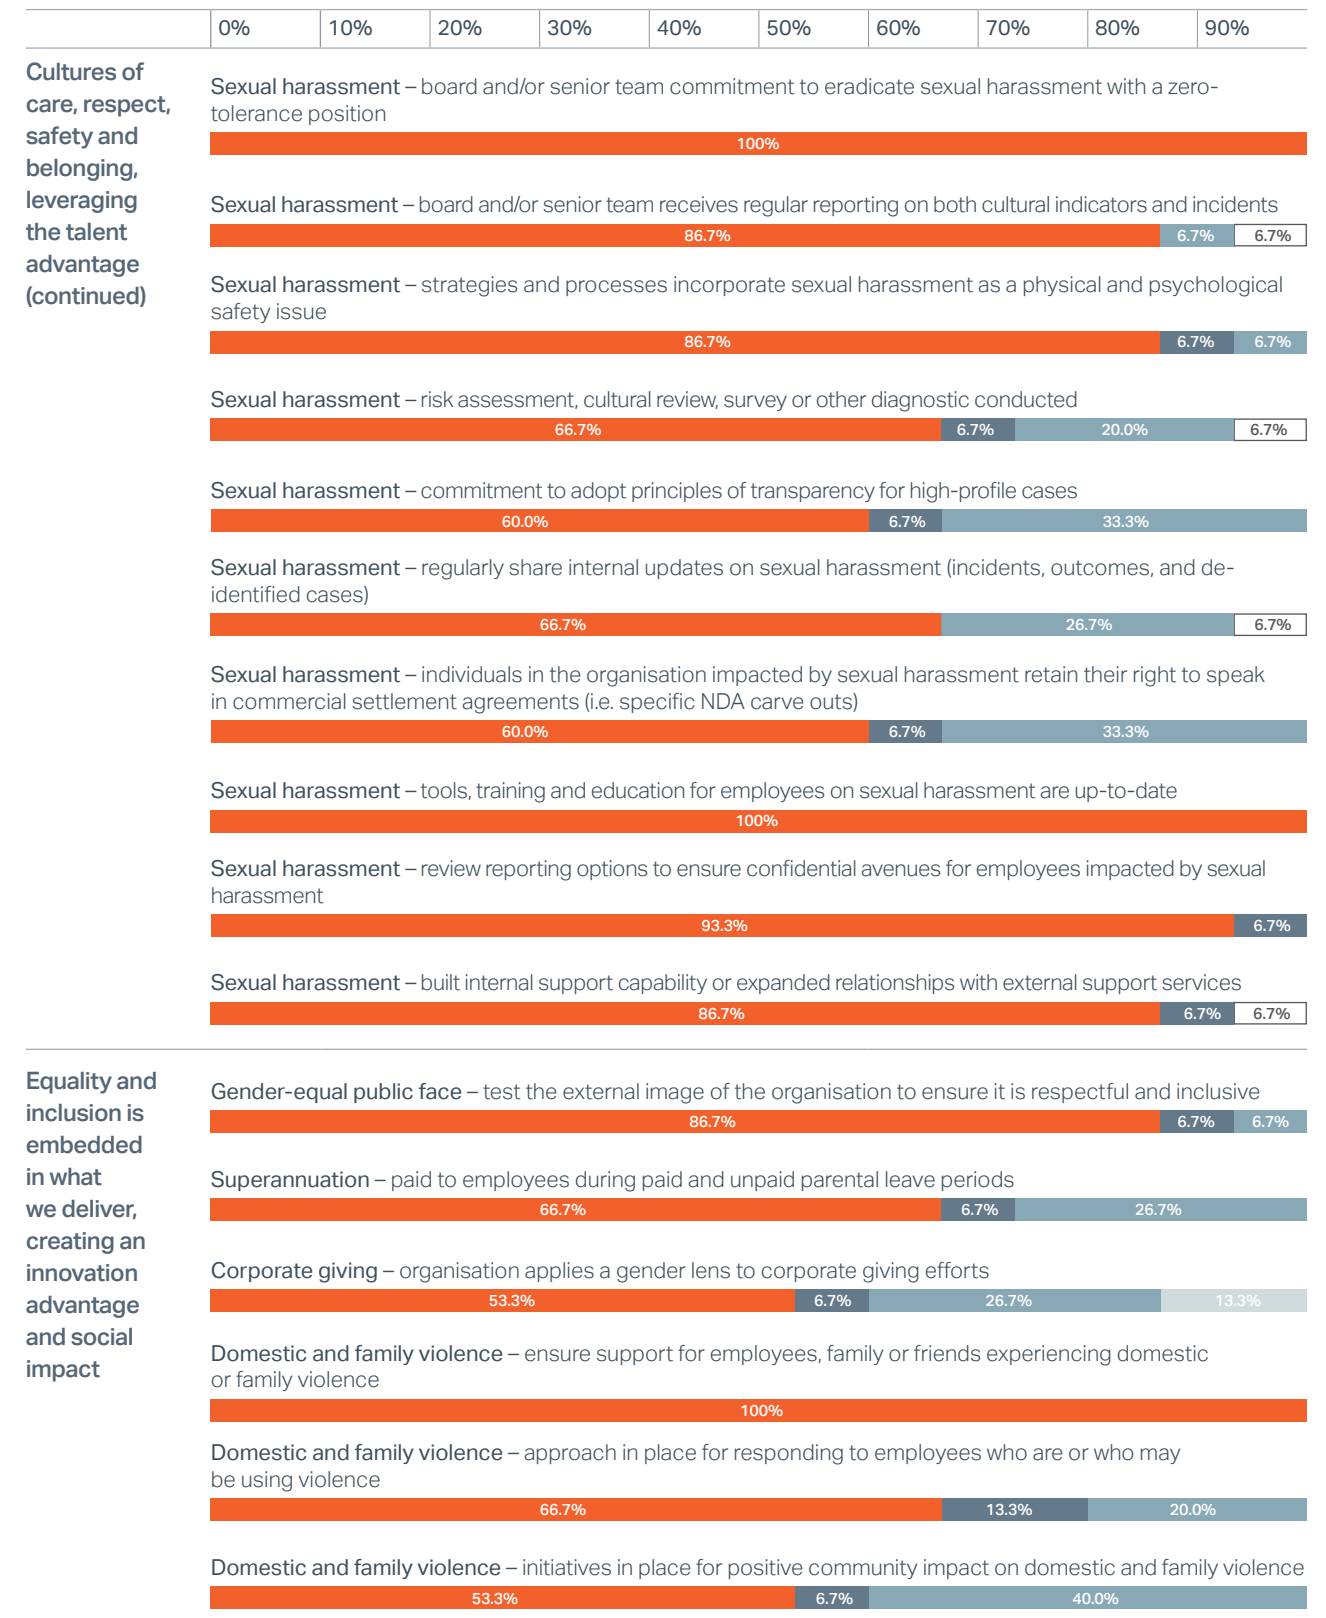 0% 10% 20% 30% 40% 50% 60% 70% 80% 90%
Cultures of
care, respect,
safety and
belonging,
leveraging
the talent
advantage
(continued)
Sexual harassment – board and/or senior team commitment to eradicate sexual harassment with a zero-
tolerance position
100%
Sexual harassment – board and/or senior team receives regular reporting on both cultural indicators and incidents
86.7% 6.7% 6.7%
Sexual harassment – strategies and processes incorporate sexual harassment as a physical and psychological
safety issue
86.7% 6.7% 6.7%
Sexual harassment – risk assessment, cultural review, survey or other diagnostic conducted
66.7% 6.7% 20.0% 6.7%
Sexual harassment – commitment to adopt principles of transparency for high-profile cases
60.0% 6.7% 33.3%
Sexual harassment – regularly share internal updates on sexual harassment (incidents, outcomes, and de-
identified cases)
66.7% 26.7% 6.7%
Sexual harassment – individuals in the organisation impacted by sexual harassment retain their right to speak
in commercial settlement agreements (i.e. specific NDA carve outs)
60.0% 6.7% 33.3%
Sexual harassment – tools, training and education for employees on sexual harassment are up-to-date
100%
Sexual harassment – review reporting options to ensure confidential avenues for employees impacted by sexual
harassment
93.3% 6.7%
Sexual harassment – built internal support capability or expanded relationships with external support services
86.7% 6.7% 6.7%
Equality and
inclusion is
embedded
in what
we deliver,
creating an
innovation
advantage
and social
impact
Gender-equal public face – test the external image of the organisation to ensure it is respectful and inclusive
86.7% 6.7% 6.7%
Superannuation – paid to employees during paid and unpaid parental leave periods
66.7% 6.7% 26.7%
Corporate giving – organisation applies a gender lens to corporate giving efforts
53.3% 6.7% 26.7% 13.3%
Domestic and family violence – ensure support for employees, family or friends experiencing domestic
or family violence
100%
Domestic and family violence – approach in place for responding to employees who are or who may
be using violence
66.7% 13.3% 20.0%
Domestic and family violence – initiatives in place for positive community impact on domestic and family violence
53.3% 6.7% 40.0%